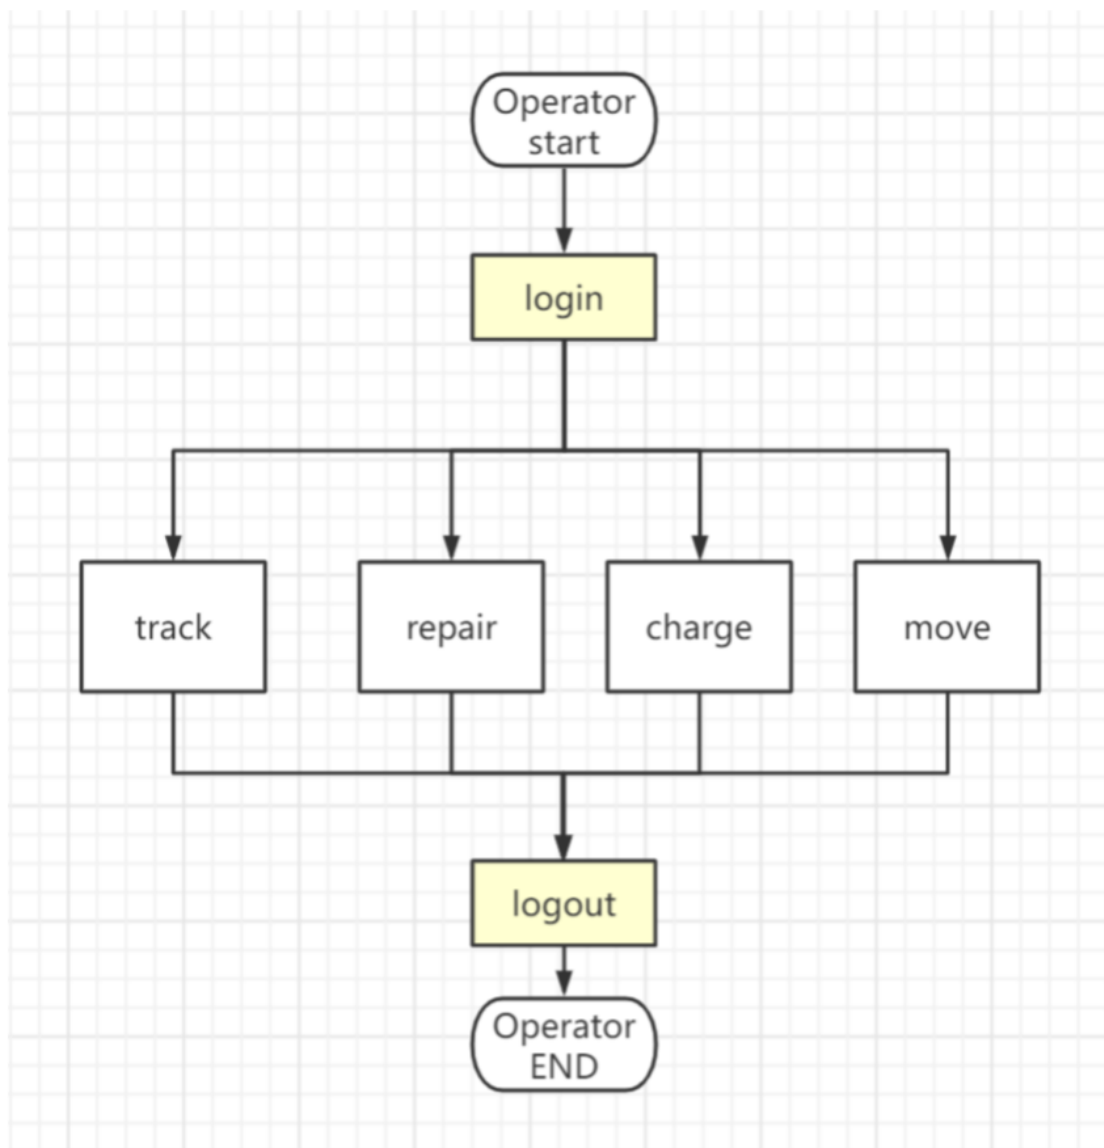 Operator
start
login
track
repair
charge
move
logout
Operator
END